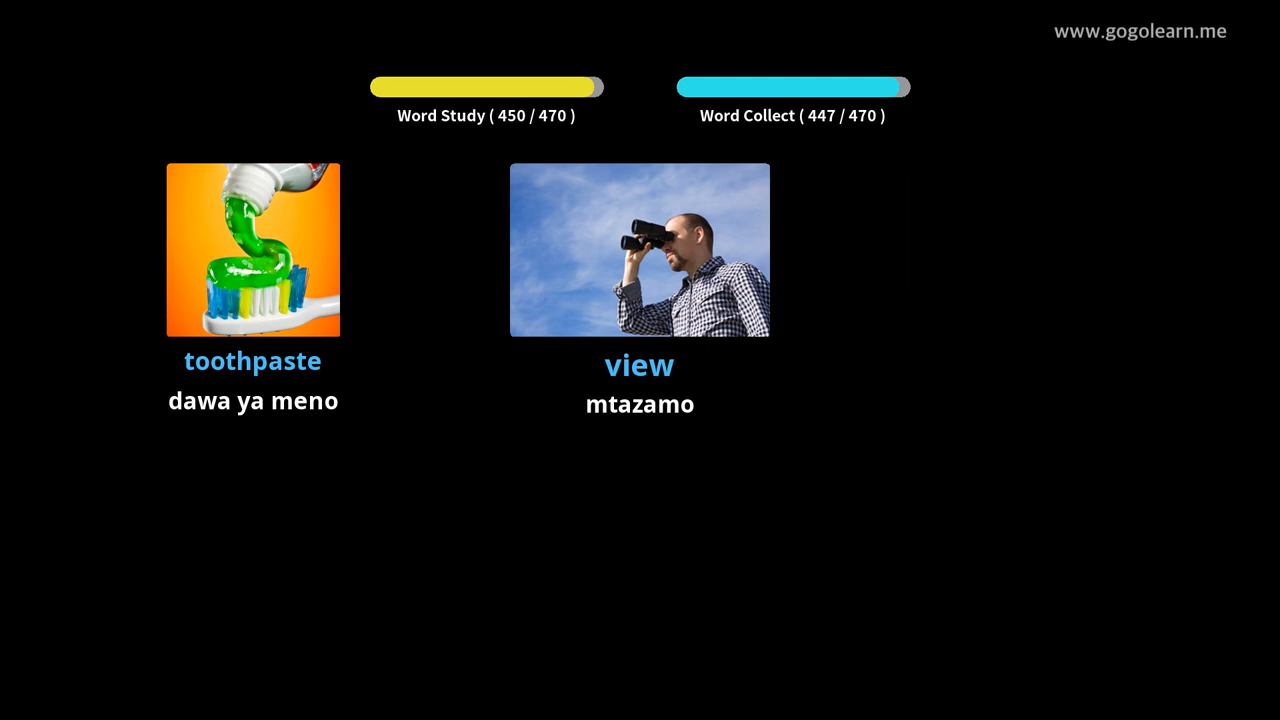 www.gogolearn.me
Word Study ( 450 / 470 )
Word Collect ( 447 / 470 )
toothpaste
dawa ya meno
view
mtazamo